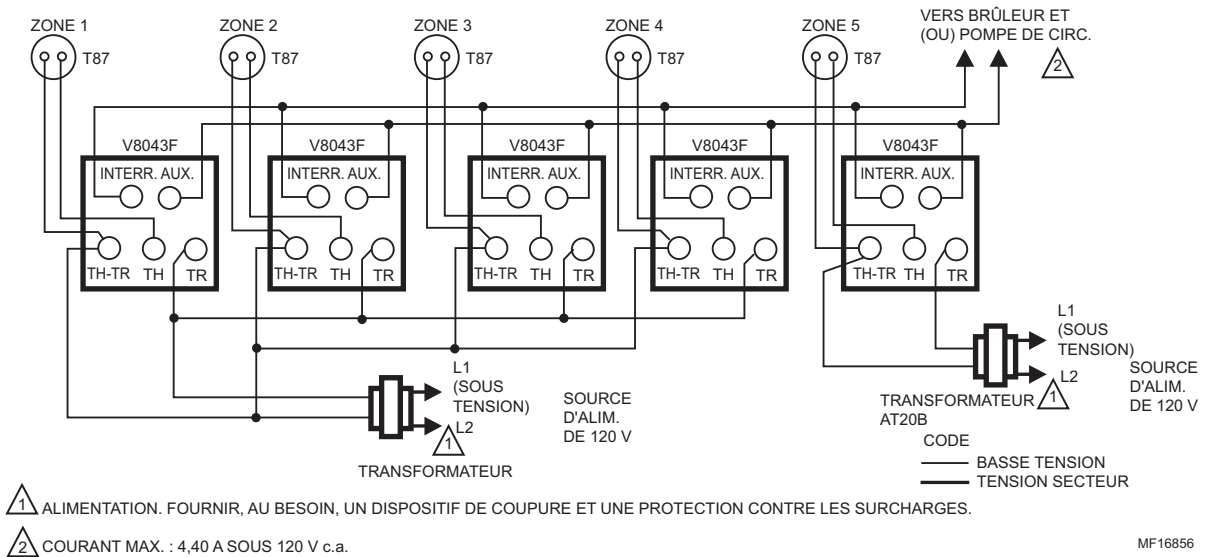 ZONE 1
ZONE 2
ZONE 3
ZONE 4
ZONE 5
VERS BRÛLEUR ET
(OU) POMPE DE CIRC.
2
T87
T87
T87
T87
T87
V8043F
V8043F
V8043F
V8043F
V8043F
INTERR. AUX.
INTERR. AUX.
INTERR. AUX.
INTERR. AUX.
INTERR. AUX.
TH-TR TH TR
TH-TR TH TR
TH-TR TH TR
TH-TR TH TR
TH-TR TH TR
L1
(SOUS
TENSION)
L2
1
SOURCE
D'ALIM.
DE 120 V
TRANSFORMATEUR
L1
(SOUS
TENSION)
L2
1
SOURCE
D'ALIM.
DE 120 V
TRANSFORMATEUR
AT20B
CODE
BASSE TENSION
TENSION SECTEUR
1 ALIMENTATION. FOURNIR, AU BESOIN, UN DISPOSITIF DE COUPURE ET UNE PROTECTION CONTRE LES SURCHARGES.
2 COURANT MAX. : 4,40 A SOUS 120 V c.a.
MF16856